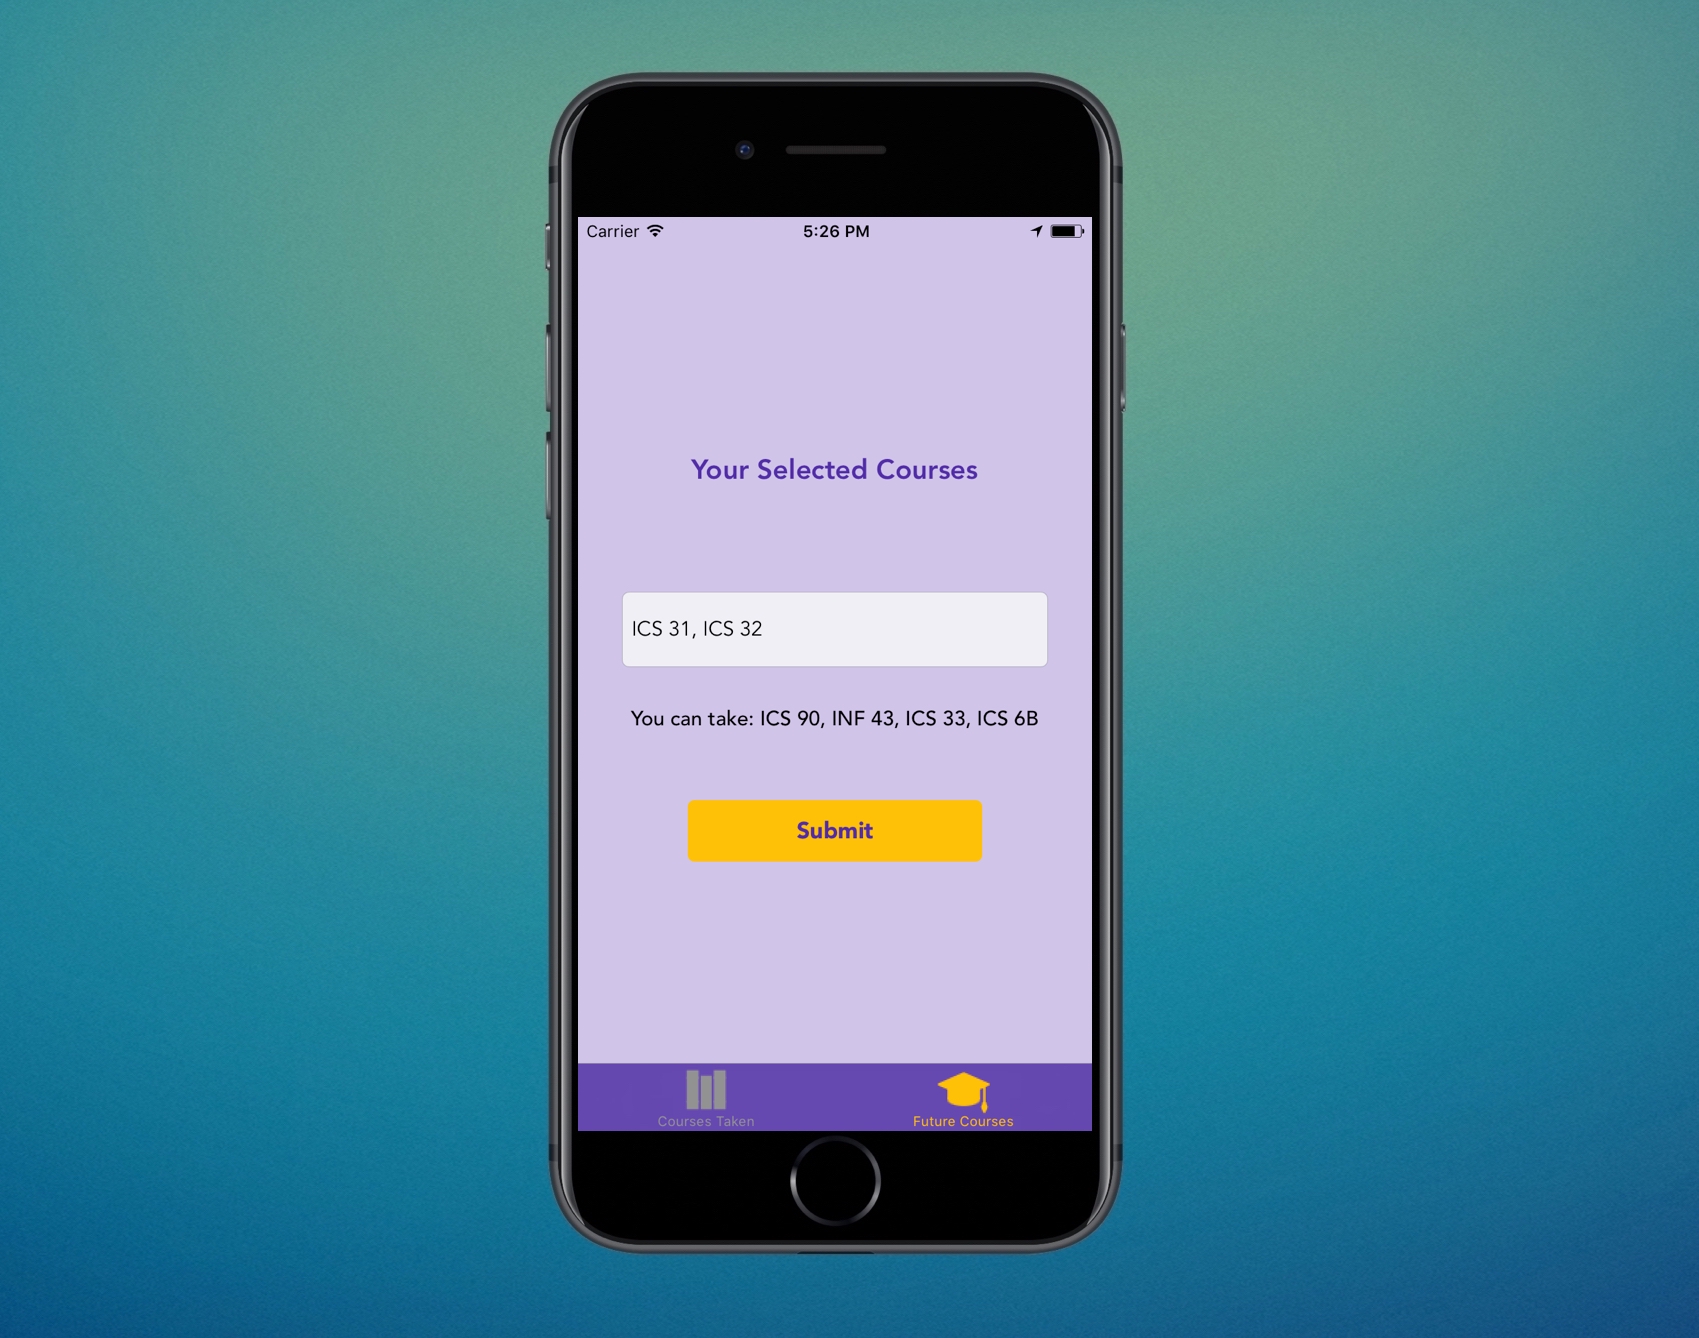 Carrier 5:26 PM
Your Selected Courses
ICS 31, ICS 32
You can take: ICS 90, INF 43, ICS 33, ICS 6B
Submit
Courses Taken Future Courses